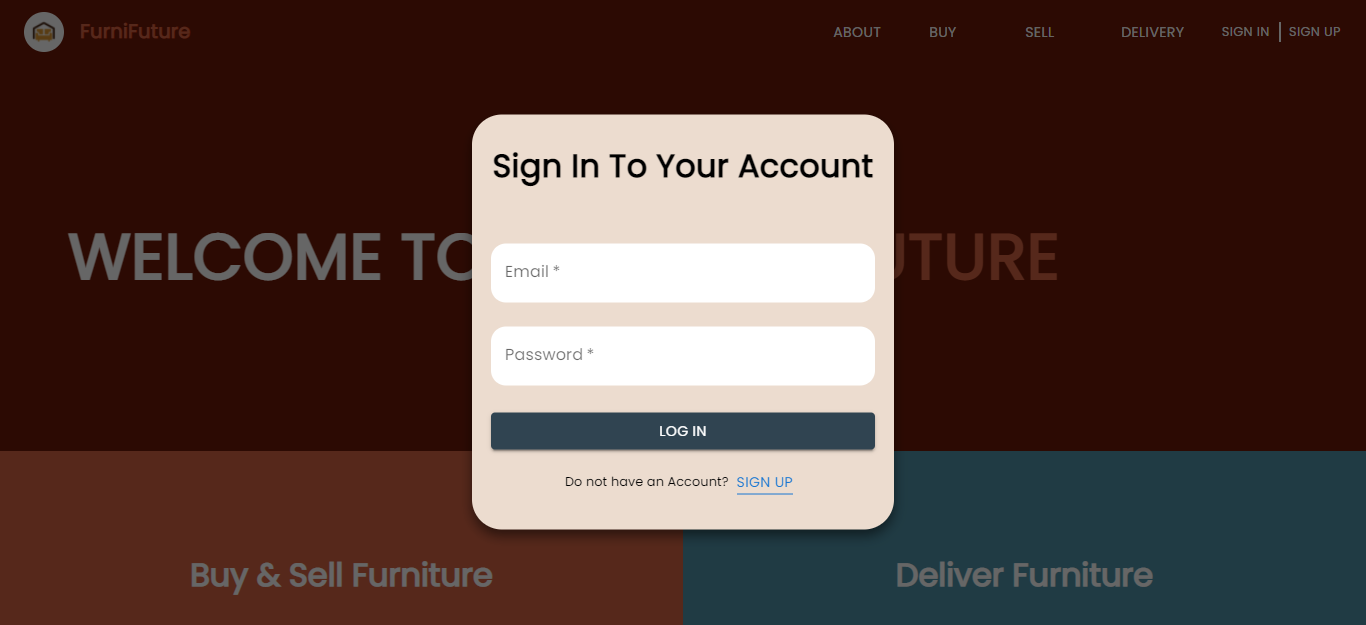 FurniFuture
ABOUT BUY SELL DELIVERY SIGN IN SIGN UP
Sign In To Your Account
WELCOME TO UTURE
Email *
Password *
LOG IN
Do not have an Account? SIGN UP
Buy & Sell Furniture Deliver Furniture